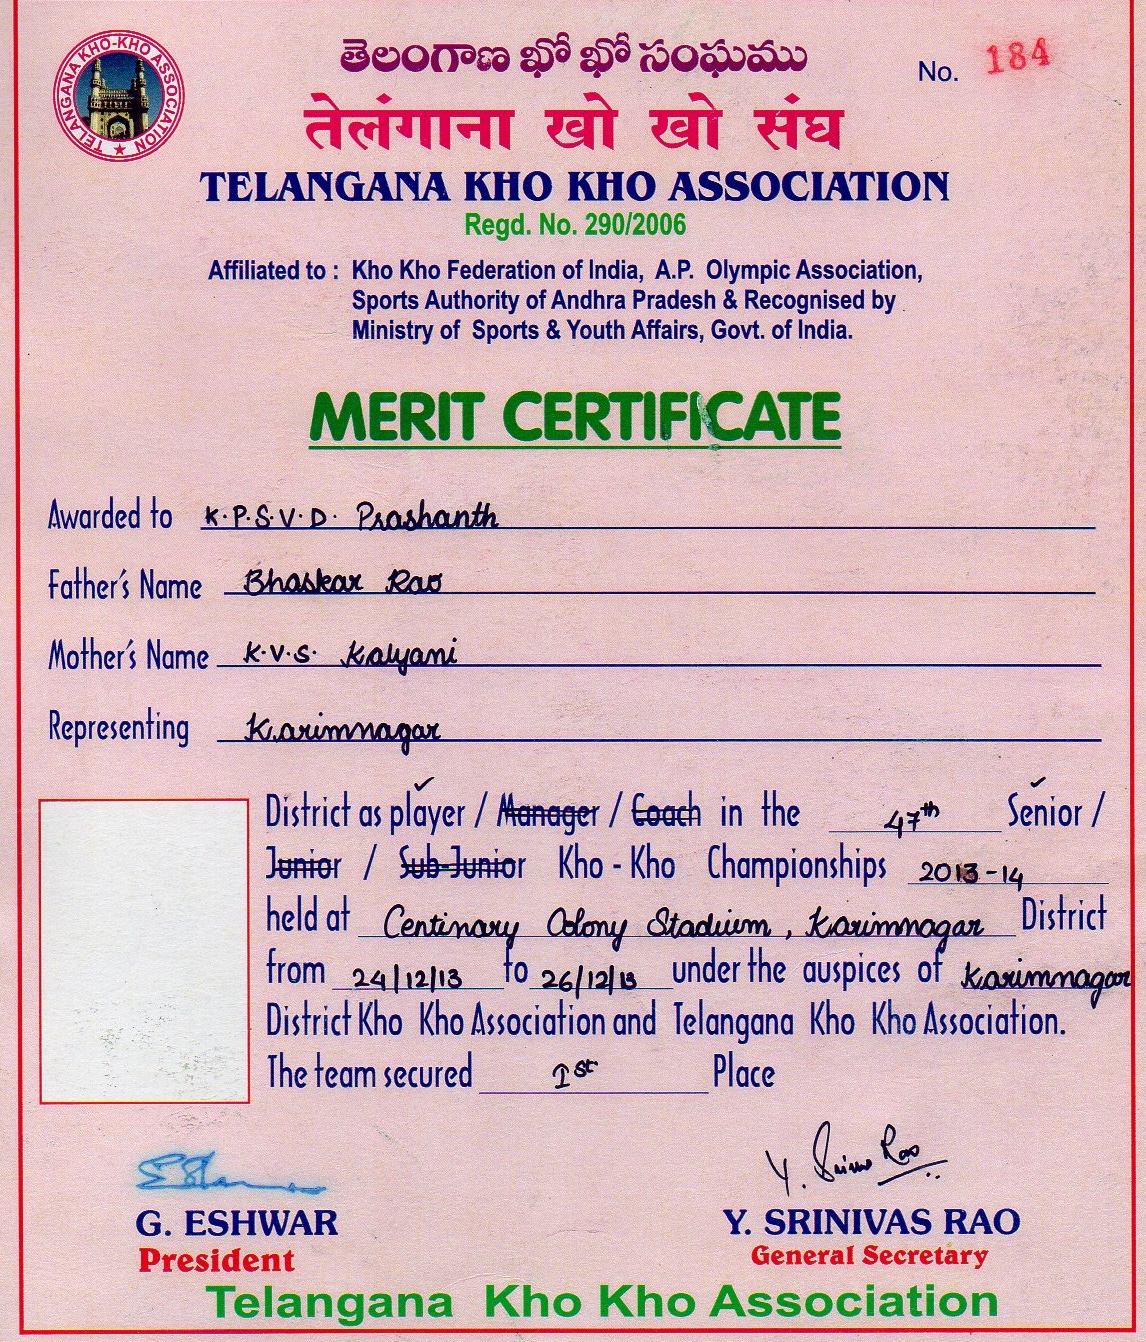 TELANGANA KHO-KHO ASSOCIATION
తెలంగాణ ఖో ఖో సంఘము
No. 184
तेलंगाना खो खो संघ
TELANGANA KHO KHO ASSOCIATION
Regd. No. 290/2006
Affiliated to : Kho Kho Federation of India, A.P. Olympic Association,
Sports Authority of Andhra Pradesh & Recognised by
Ministry of Sports & Youth Affairs, Govt. of India.
MERIT CERTIFICATE
Awarded to K.P.S.V.D. Prashanth
Father's Name Bhaskar Rao
Mother's Name K.V.S. Kalyani
Representing Karimnagar
District as player / Manager / Coach in the 47th Senior /
Junior / Sub-Junior Kho - Kho Championships 2013-14
held at Centinary Colony Stadium, Karimnagar District
from 24/12/13 to 26/12/13 under the auspices of Karimnagar
District Kho Kho Association and Telangana Kho Kho Association.
The team secured Ist Place
Y. Srinivas Rao
G. ESHWAR
Y. SRINIVAS RAO
President
General Secretary
Telangana Kho Kho Association